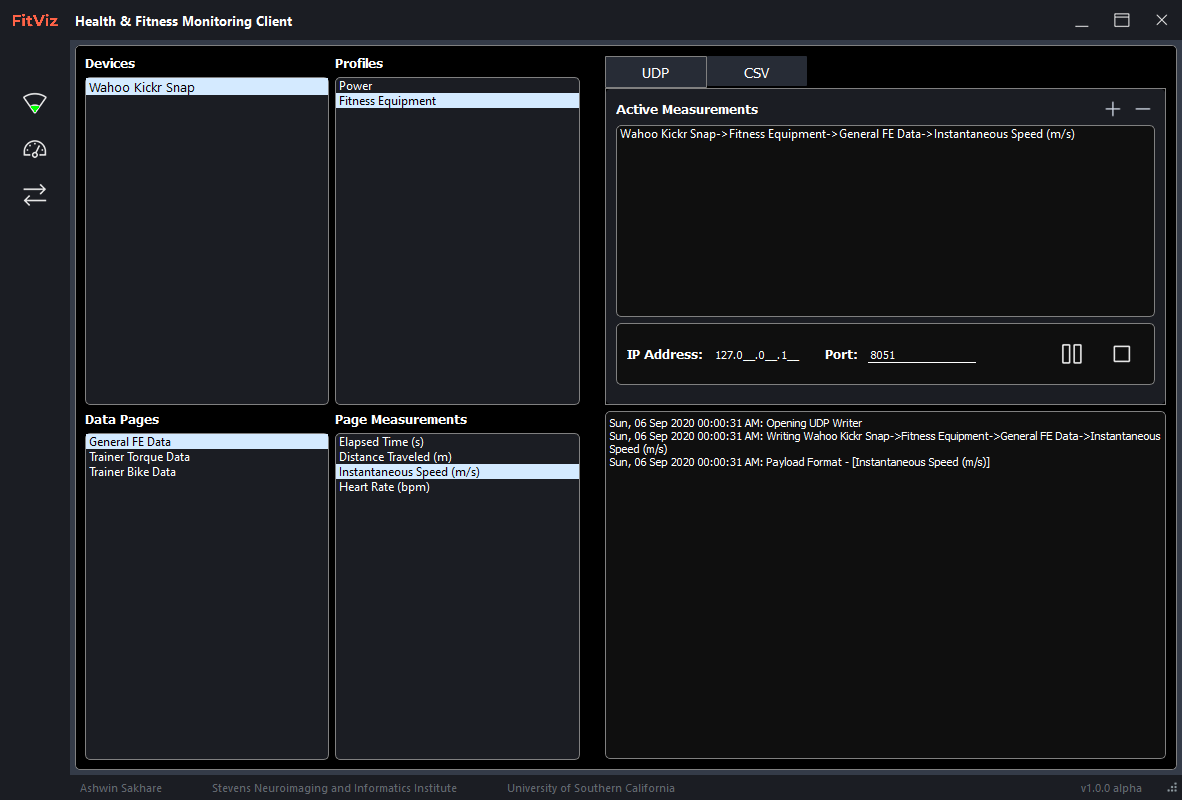 FitViz Health & Fitness Monitoring Client
Devices
Wahoo Kickr Snap
Profiles
Power
Fitness Equipment
Data Pages
General FE Data
Trainer Torque Data
Trainer Bike Data
Page Measurements
Elapsed Time (s)
Distance Traveled (m)
Instantaneous Speed (m/s)
Heart Rate (bpm)
UDP CSV
Active Measurements
Wahoo Kickr Snap->Fitness Equipment->General FE Data->Instantaneous Speed (m/s)
IP Address: 127.0__.0__.1__ Port: 8051
Sun, 06 Sep 2020 00:00:31 AM: Opening UDP Writer
Sun, 06 Sep 2020 00:00:31 AM: Writing Wahoo Kickr Snap->Fitness Equipment->General FE Data->Instantaneous
Speed (m/s)
Sun, 06 Sep 2020 00:00:31 AM: Payload Format - [Instantaneous Speed (m/s)]
Ashwin Sakhare Stevens Neuroimaging and Informatics Institute University of Southern California v1.0.0 alpha